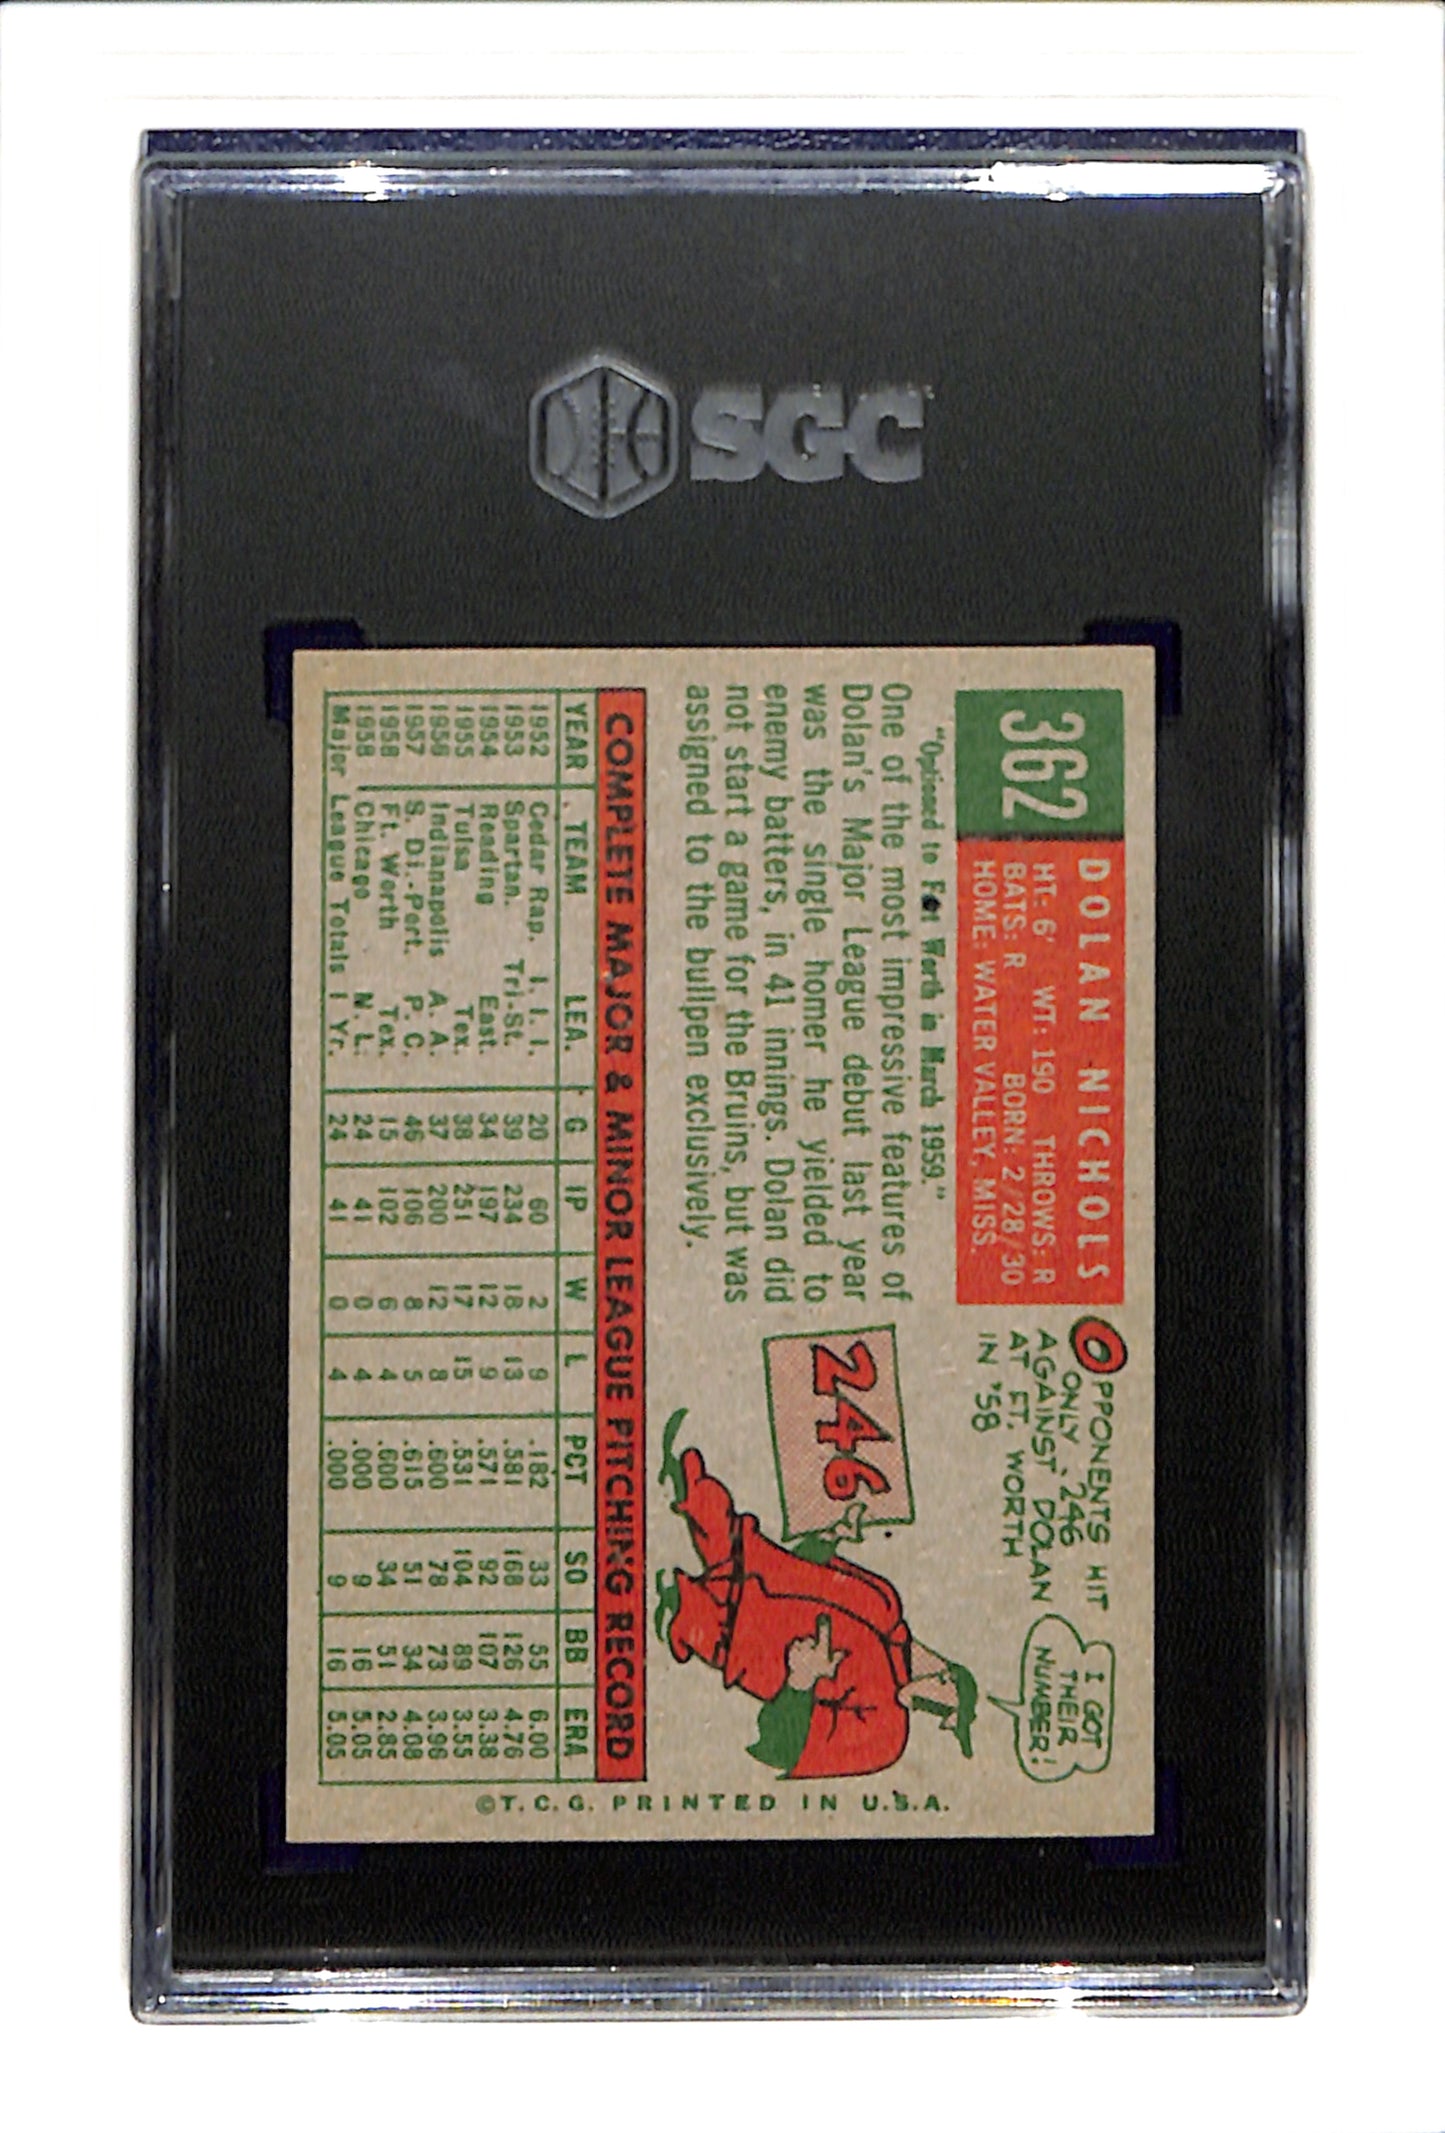 SGC
362
DOLAN NICHOLS
HT.: 6' WT: 190 THROWS: R
BATS: R BORN: 2/28/30
HOME: WATER VALLEY, MISS.
"Optioned to Worth in March 1959."
One of the most impressive features of
Dolan's Major League debut last year
was the single homer he yielded to
enemy batters, in 41 innings. Dolan did
not start a game for the Bruins, but was
assigned to the bullpen exclusively.
OPPONENTS HIT
ONLY .246
AGAINST DOLAN
AT FT. WORTH
IN '58
I GOT
THEIR
NUMBER!
246
COMPLETE MAJOR & MINOR LEAGUE PITCHING RECORD
YEAR TEAM LEA. G IP W L PCT SO BB ERA
1952 Cedar Rap. I. I. I. 20 60 2 9 .182 33 55 6.00
1953 Spartan. Tri-St. 39 234 18 13 .581 168 126 4.76
1954 Reading East. 34 197 12 9 .571 92 107 3.38
1955 Tulsa Tex. 38 251 17 15 .531 104 89 3.55
1956 Indianapolis A. A. 37 200 12 8 .600 78 73 3.96
1957 S. Di.-Port. P. C. 46 106 8 5 .615 51 34 4.08
1958 Ft. Worth Tex. 15 102 6 4 .600 34 51 2.85
1958 Chicago N. L. 24 41 0 4 .000 9 16 5.05
Major League Totals 1 Yr. 24 41 0 4 .000 9 16 5.05
©T. C. G. PRINTED IN U.S.A.